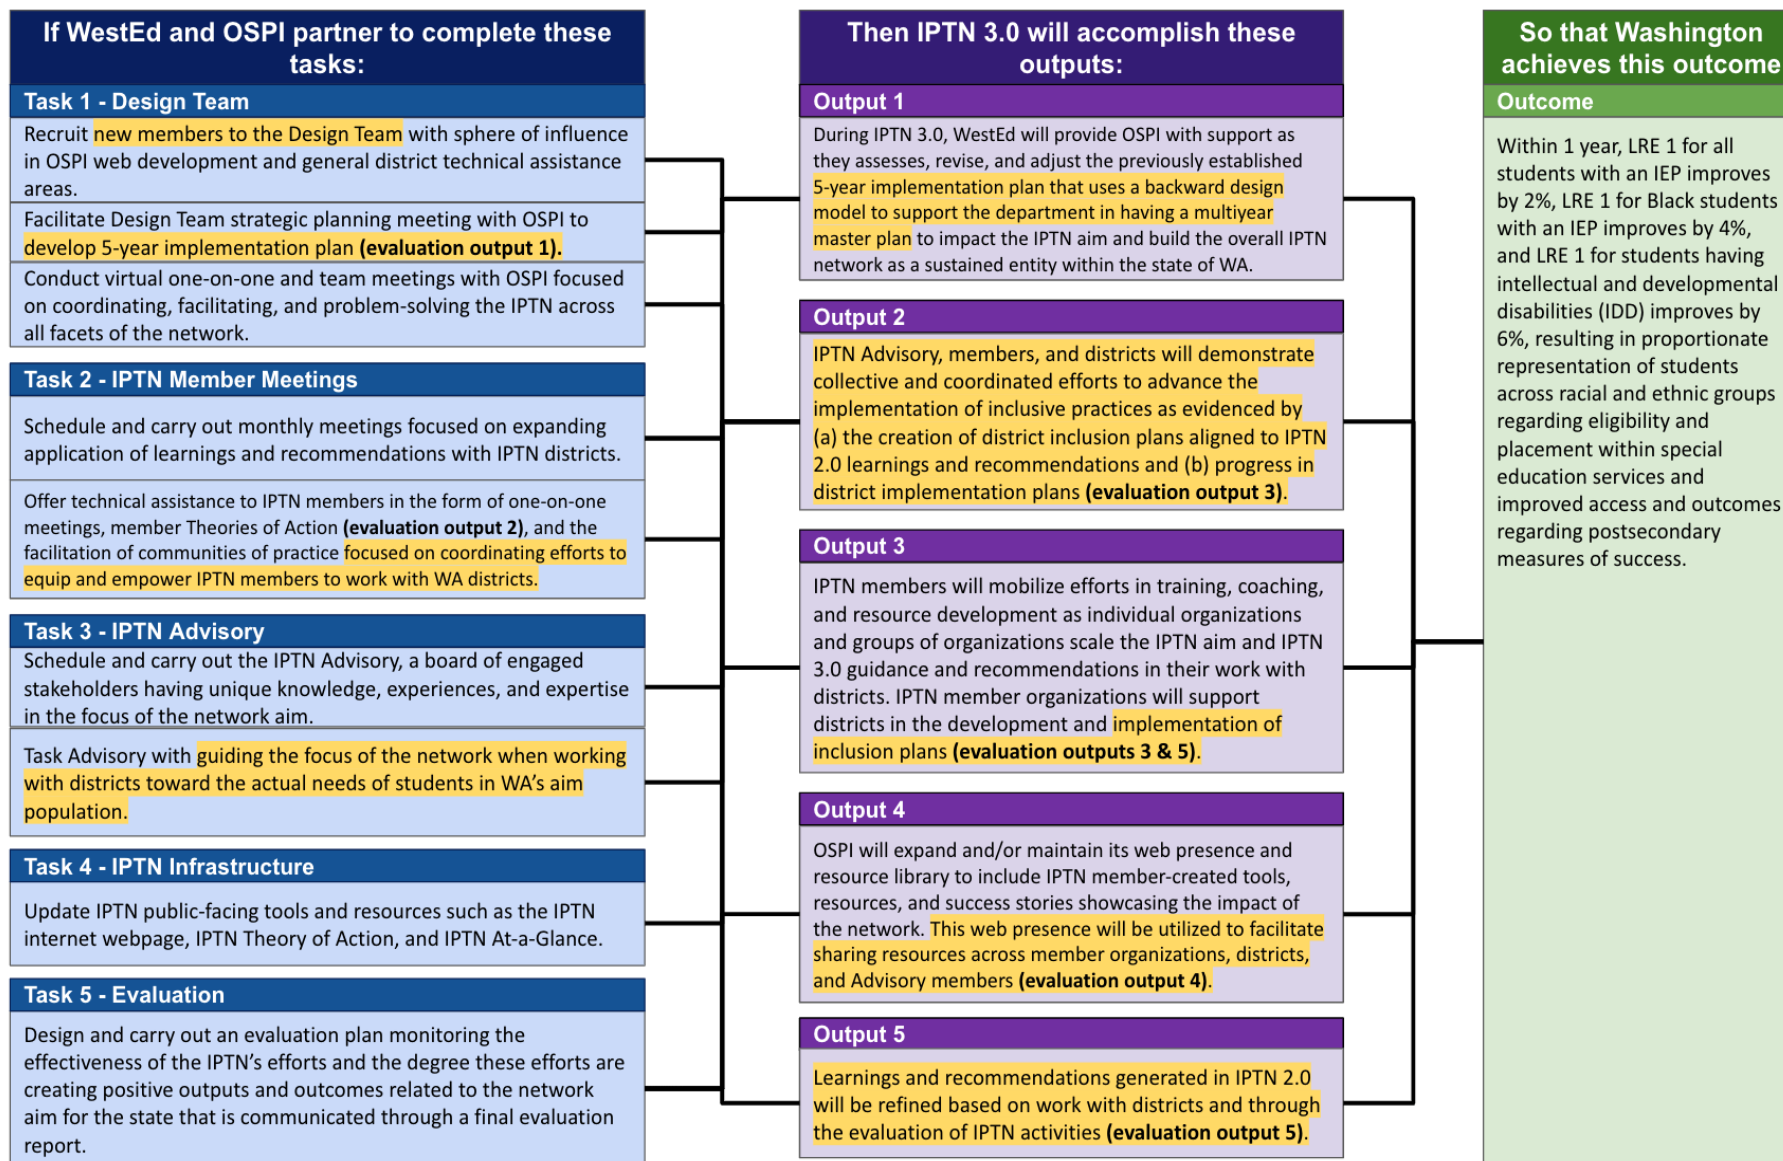 If WestEd and OSPI partner to complete these
tasks:
Task 1 - Design Team
Recruit new members to the Design Team with sphere of influence
in OSPI web development and general district technical assistance
areas.
Facilitate Design Team strategic planning meeting with OSPI to
develop 5-year implementation plan (evaluation output 1).
Conduct virtual one-on-one and team meetings with OSPI focused
on coordinating, facilitating, and problem-solving the IPTN across
all facets of the network.
Task 2 - IPTN Member Meetings
Schedule and carry out monthly meetings focused on expanding
application of learnings and recommendations with IPTN districts.
Offer technical assistance to IPTN members in the form of one-on-one
meetings, member Theories of Action (evaluation output 2), and the
facilitation of communities of practice focused on coordinating efforts to
equip and empower IPTN members to work with WA districts.
Task 3 - IPTN Advisory
Schedule and carry out the IPTN Advisory, a board of engaged
stakeholders having unique knowledge, experiences, and expertise
in the focus of the network aim.
Task Advisory with guiding the focus of the network when working
with districts toward the actual needs of students in WA's aim
population.
Task 4 - IPTN Infrastructure
Update IPTN public-facing tools and resources such as the IPTN
internet webpage, IPTN Theory of Action, and IPTN At-a-Glance.
Task 5 - Evaluation
Design and carry out an evaluation plan monitoring the
effectiveness of the IPTN's efforts and the degree these efforts are
creating positive outputs and outcomes related to the network
aim for the state that is communicated through a final evaluation
report.
Then IPTN 3.0 will accomplish these
outputs:
Output 1
During IPTN 3.0, WestEd will provide OSPI with support as
they assesses, revise, and adjust the previously established
5-year implementation plan that uses a backward design
model to support the department in having a multiyear
master plan to impact the IPTN aim and build the overall IPTN
network as a sustained entity within the state of WA.
Output 2
IPTN Advisory, members, and districts will demonstrate
collective and coordinated efforts to advance the
implementation of inclusive practices as evidenced by
(a) the creation of district inclusion plans aligned to IPTN
2.0 learnings and recommendations and (b) progress in
district implementation plans (evaluation output 3).
Output 3
IPTN members will mobilize efforts in training, coaching,
and resource development as individual organizations
and groups of organizations scale the IPTN aim and IPTN
3.0 guidance and recommendations in their work with
districts. IPTN member organizations will support
districts in the development and implementation of
inclusion plans (evaluation outputs 3 & 5).
Output 4
OSPI will expand and/or maintain its web presence and
resource library to include IPTN member-created tools,
resources, and success stories showcasing the impact of
the network. This web presence will be utilized to facilitate
sharing resources across member organizations, districts,
and Advisory members (evaluation output 4).
Output 5
Learnings and recommendations generated in IPTN 2.0
will be refined based on work with districts and through
the evaluation of IPTN activities (evaluation output 5).
So that Washington
achieves this outcome
Outcome
Within 1 year, LRE 1 for all
students with an IEP improves
by 2%, LRE 1 for Black students
with an IEP improves by 4%,
and LRE 1 for students having
intellectual and developmental
disabilities (IDD) improves by
6%, resulting in proportionate
representation of students
across racial and ethnic groups
regarding eligibility and
placement within special
education services and
improved access and outcomes
regarding postsecondary
measures of success.